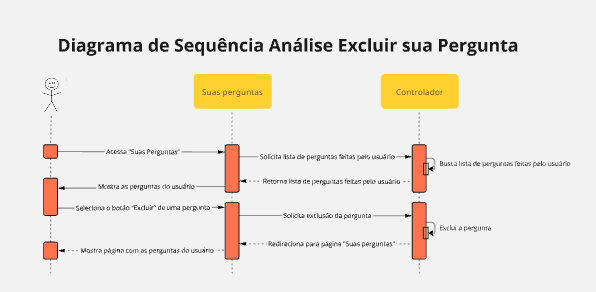 Diagrama de Sequência Análise Excluir sua Pergunta
Suas perguntas
Controlador
Acessa "Suas Perguntas"
Solicita lista de perguntas feitas pelo usuário
Busca lista de perguntas feitas pelo usuário
Retorna lista de perguntas feitas pelo usuário
Mostra as perguntas do usuário
Seleciona o botão "Excluir" de uma pergunta
Solicita exclusão da pergunta
Exclui a pergunta
Redireciona para página "Suas perguntas"
Mostra página com as perguntas do usuário